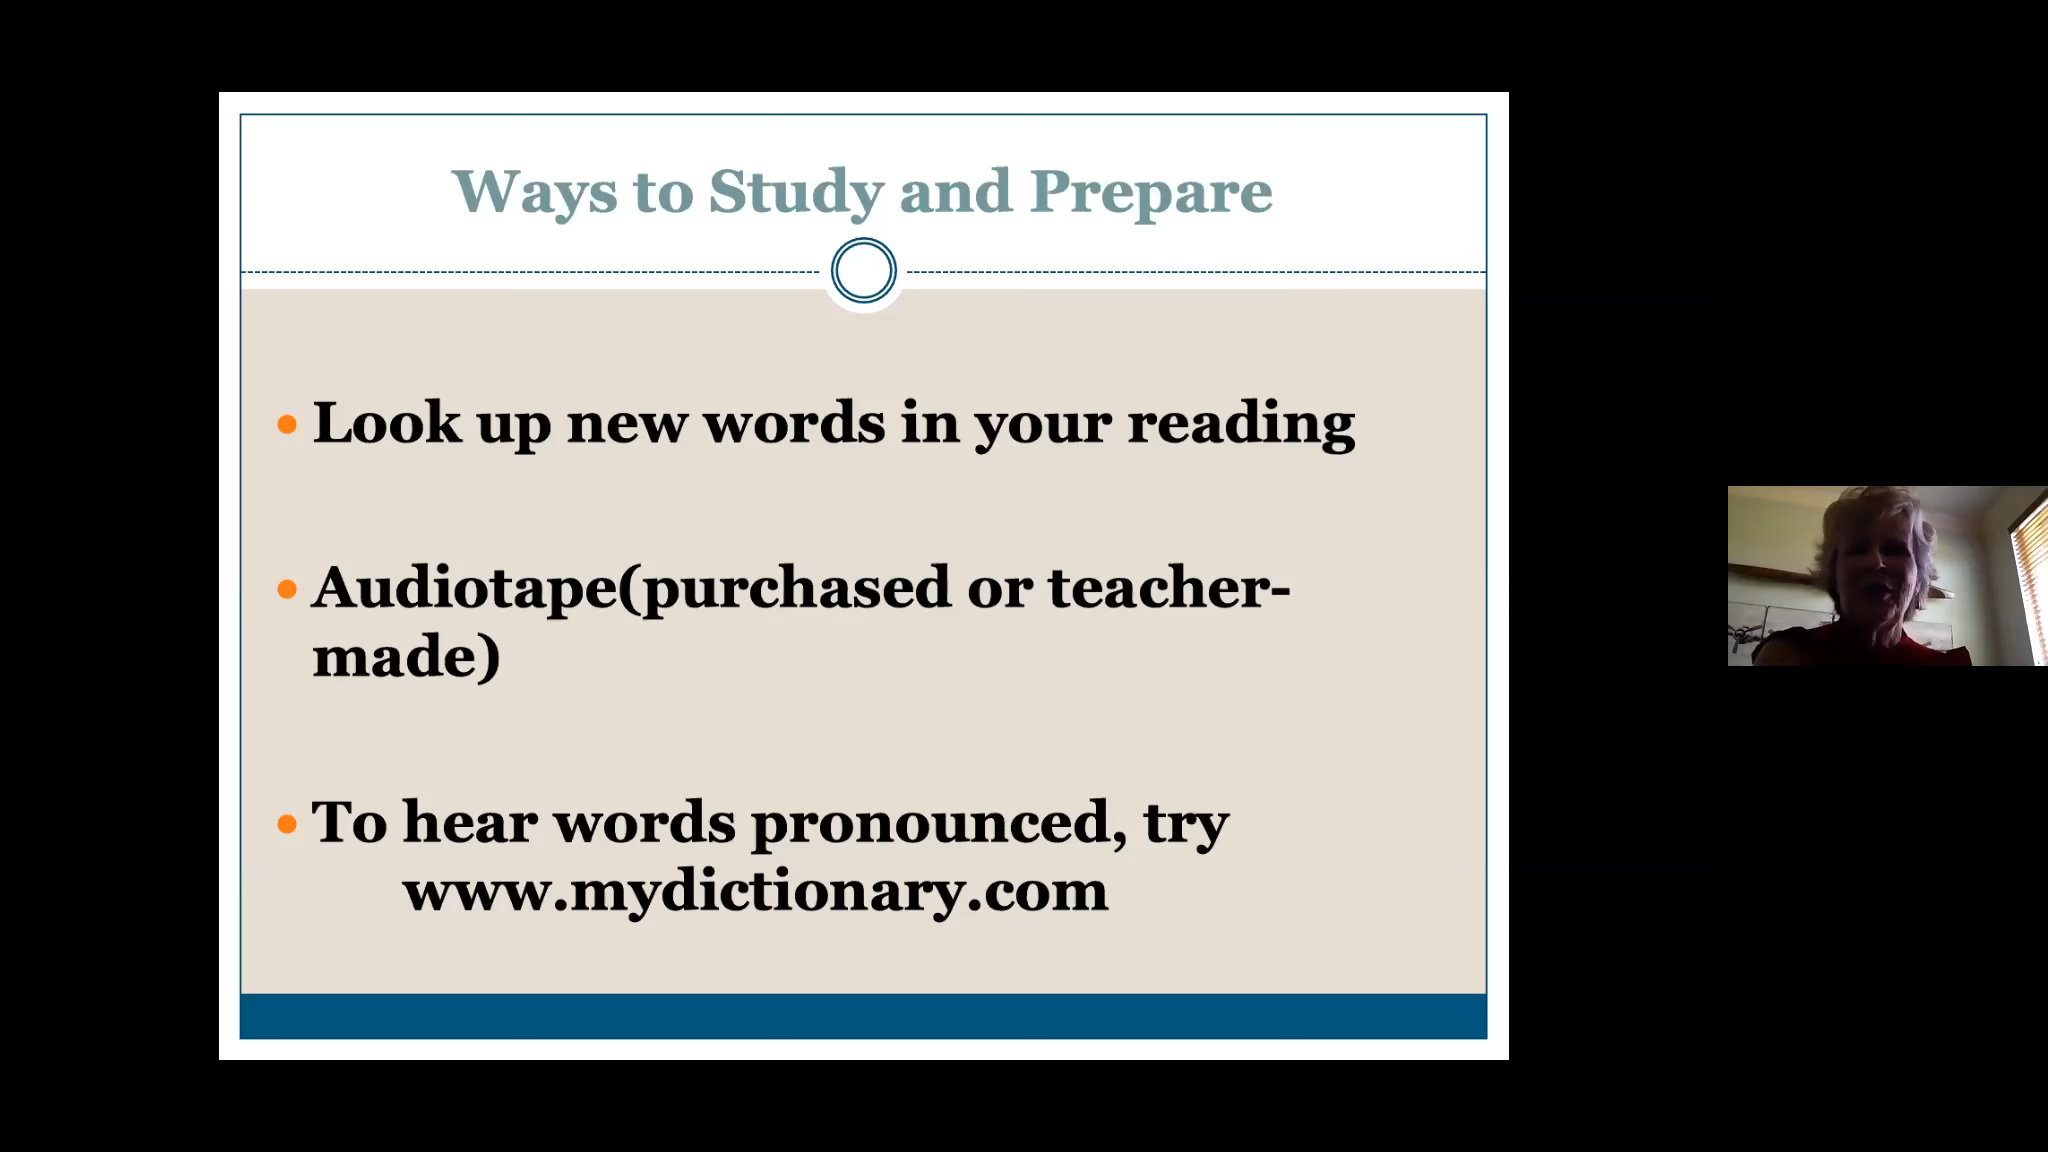 Ways to Study and Prepare
Look up new words in your reading
Audiotape(purchased or teacher-
made)
To hear words pronounced, try
www.mydictionary.com